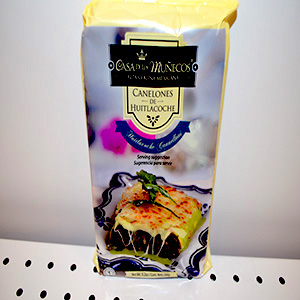 CASA DE LOS MUÑECOS
CANELONES
DE
HUITLACOCHE
Huitlacoche Cannelloni
Serving suggestion
Sugerencia para servir